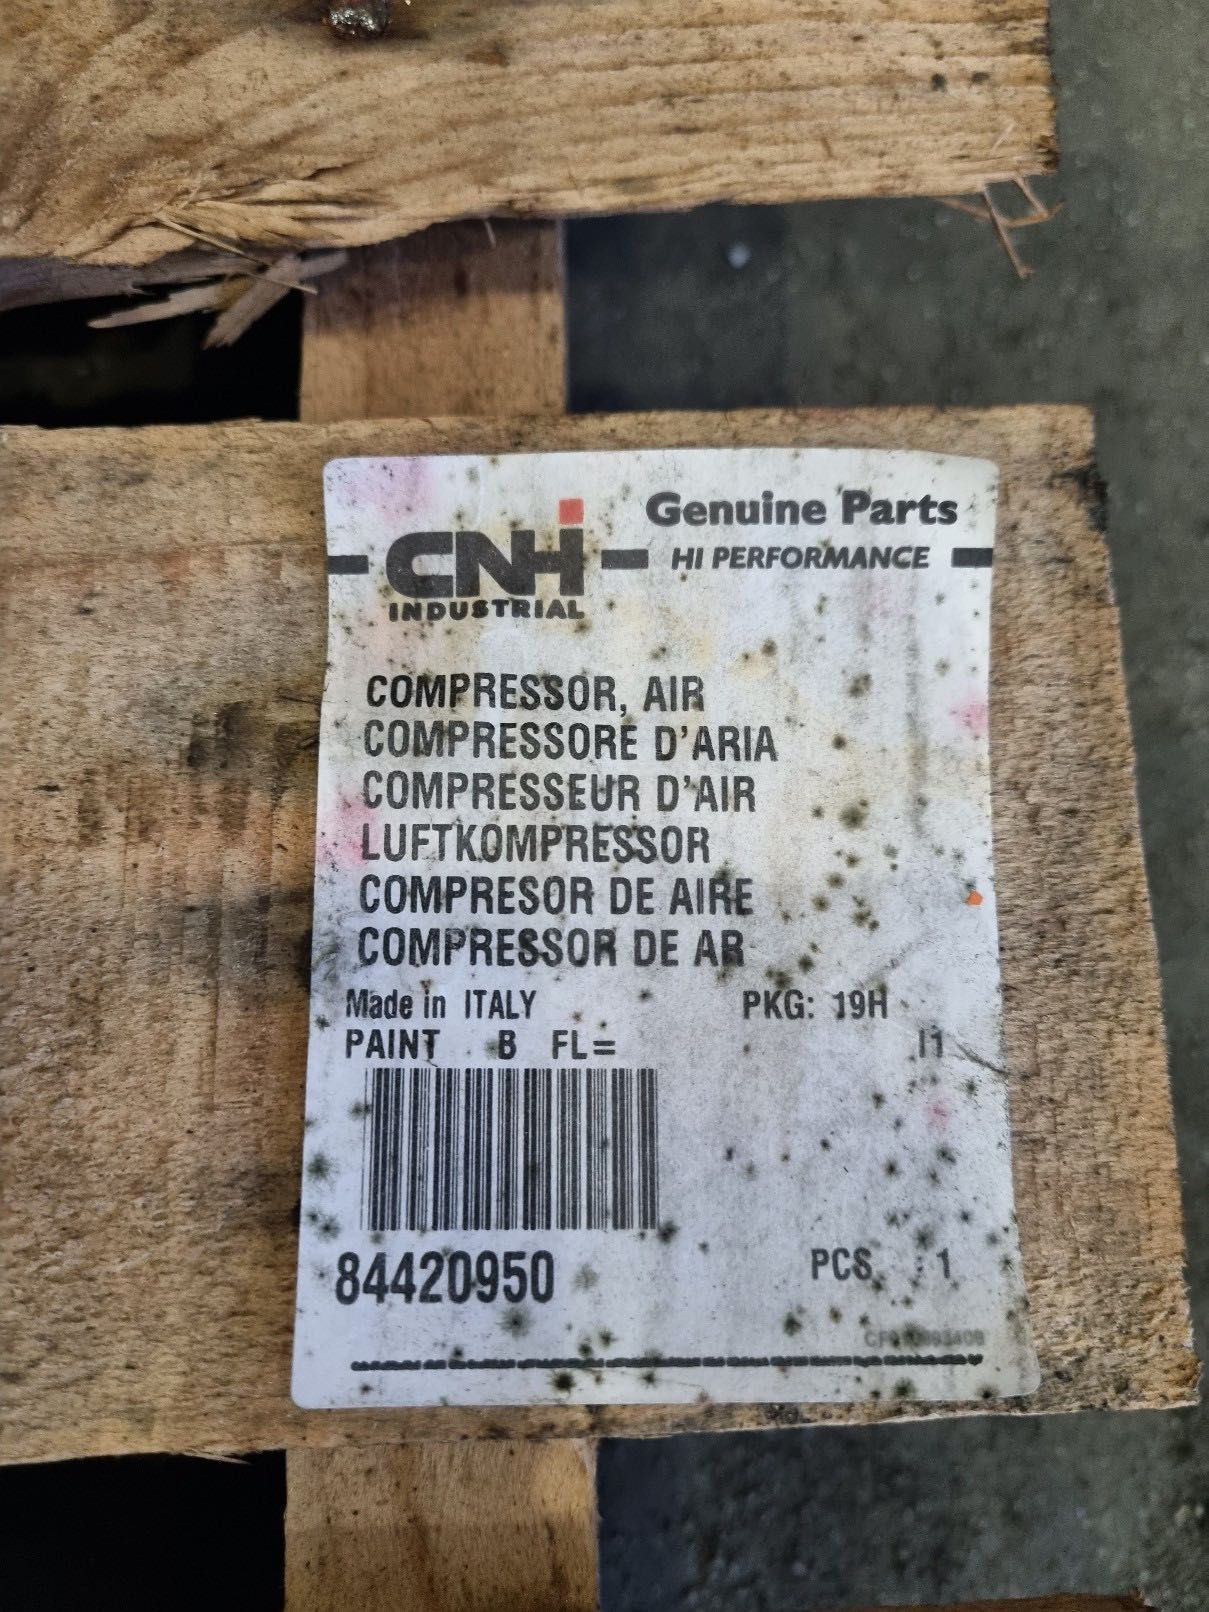 CNH
INDUSTRIAL
Genuine Parts
HI PERFORMANCE
COMPRESSOR, AIR
COMPRESSORE D'ARIA
COMPRESSEUR D'AIR
LUFTKOMPRESSOR
COMPRESOR DE AIRE
COMPRESSOR DE AR
Made in ITALY PKG: 19H
PAINT B FL= I1
84420950 PCS : 1